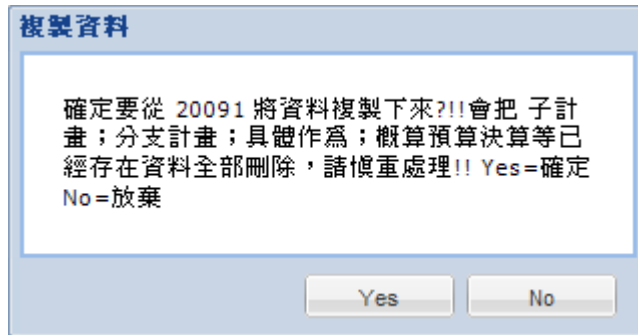 複製資料
確定要從 20091 將資料複製下來?!!會把 子計
畫；分支計畫；具體作為；概算預算決算等已
經存在資料全部刪除，請慎重處理!! Yes=確定
No=放棄
Yes
No